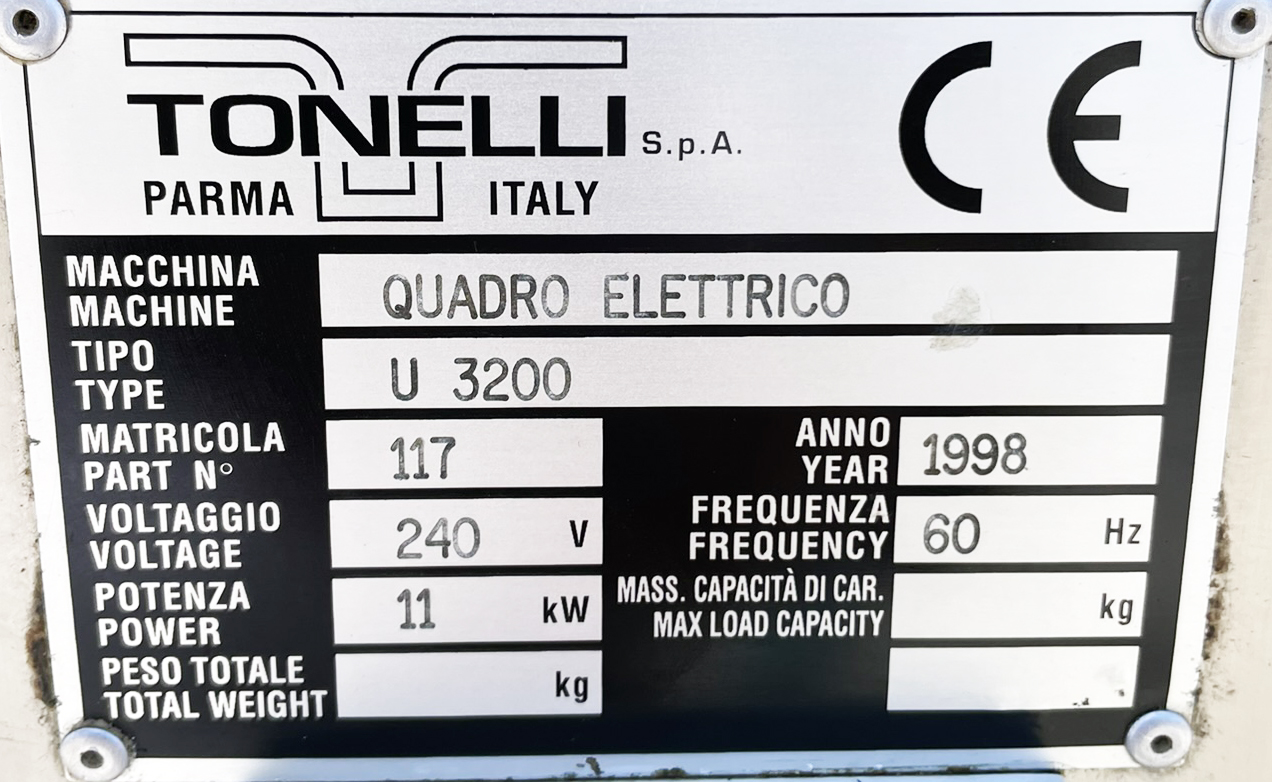 TONELLI S.p.A.
PARMA ITALY
CE
MACCHINA
MACHINE
QUADRO ELETTRICO
TIPO
TYPE
U 3200
MATRICOLA
PART N°
117
ANNO
YEAR
1998
VOLTAGGIO
VOLTAGE
240 V
FREQUENZA
FREQUENCY
60 Hz
POTENZA
POWER
11 kW
MASS. CAPACITÀ DI CAR.
MAX LOAD CAPACITY
kg
PESO TOTALE
TOTAL WEIGHT
kg